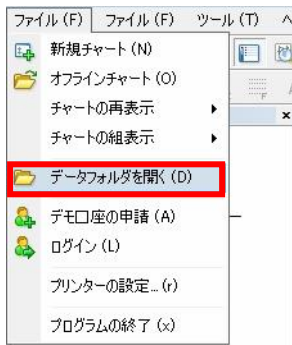 ファイル (F) ファイル (F) ツール (T) ヘ
新規チャート (N)
オフラインチャート (O)
チャートの再表示
チャートの組表示
データフォルダを開く (D)
デモ口座の申請 (A)
ログイン (L)
プリンターの設定... (r)
プログラムの終了 (x)